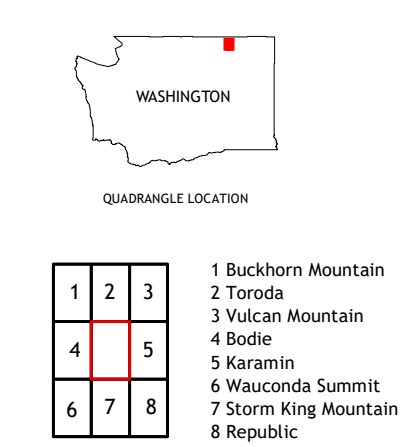 WASHINGTON
QUADRANGLE LOCATION
1 2 3
4 5
6 7 8
1 Buckhorn Mountain
2 Toroda
3 Vulcan Mountain
4 Bodie
5 Karamin
6 Wauconda Summit
7 Storm King Mountain
8 Republic